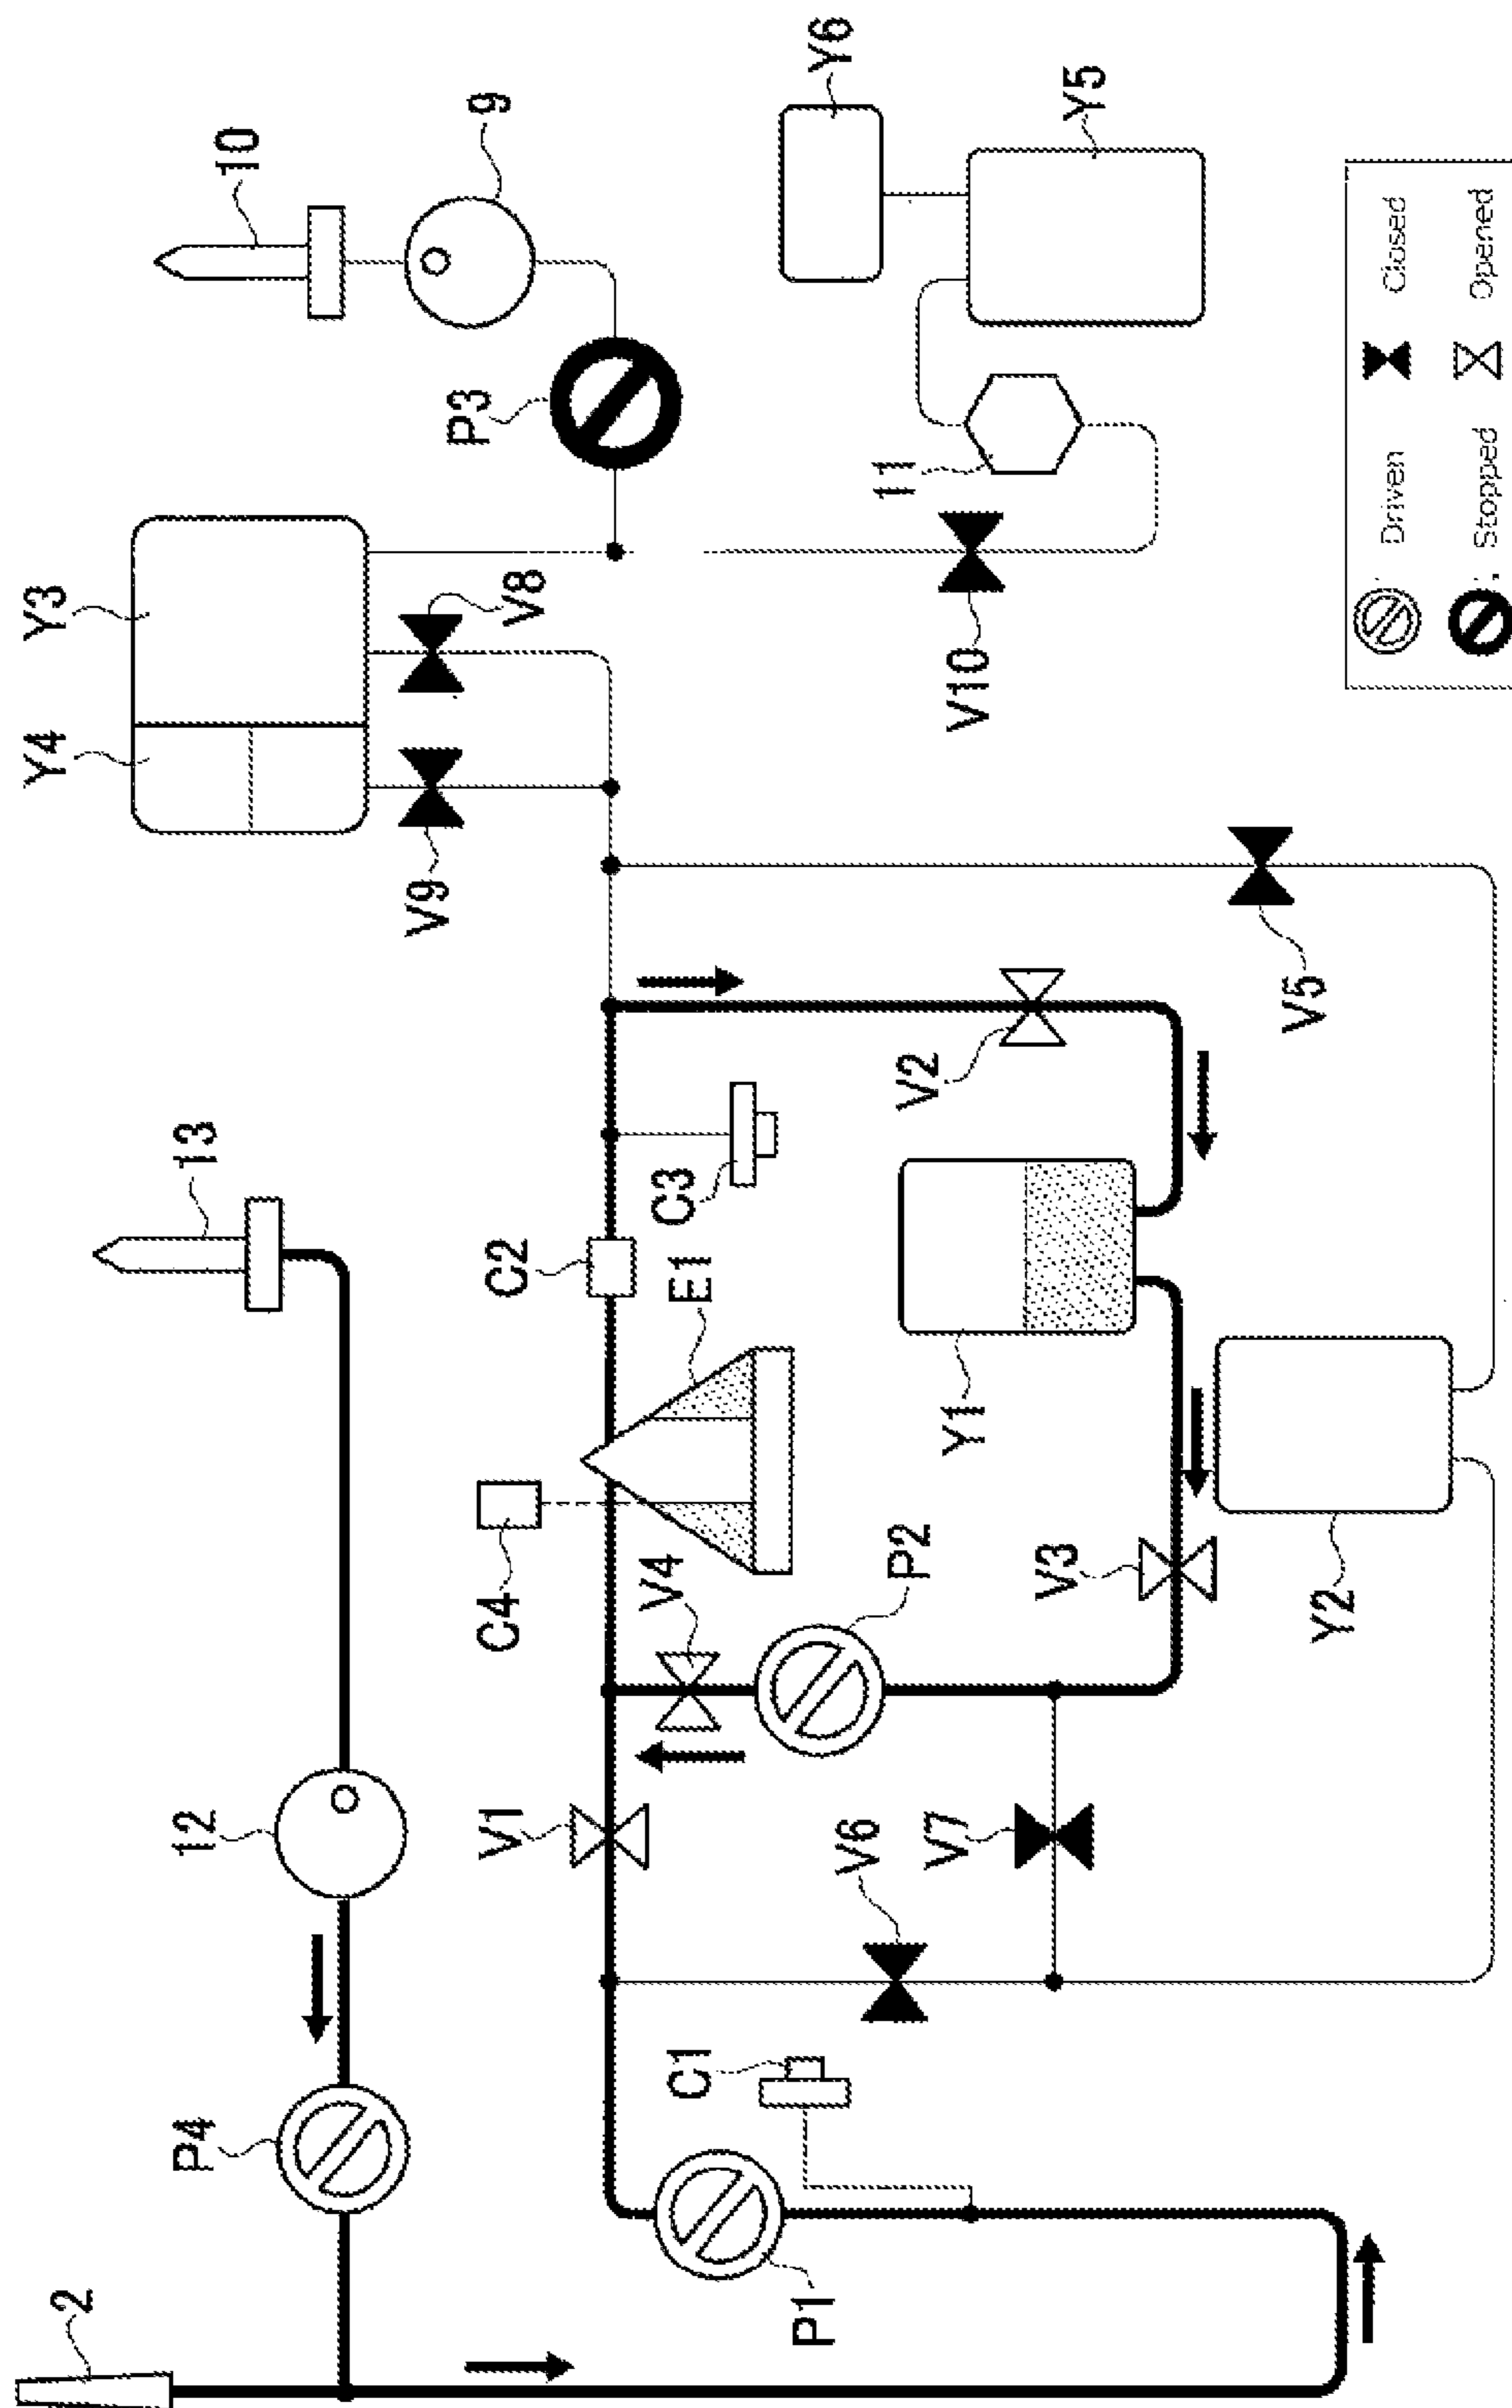 2
P4
12
13
10
9
P3
Y3
Y4
V8
V9
Y6
Y5
11
V10
V5
V2
C3
C2
E1
C4
V4
P2
Y1
V3
Y2
V1
V6
V7
C1
P1
: Driven
Closed
: Stopped
Opened